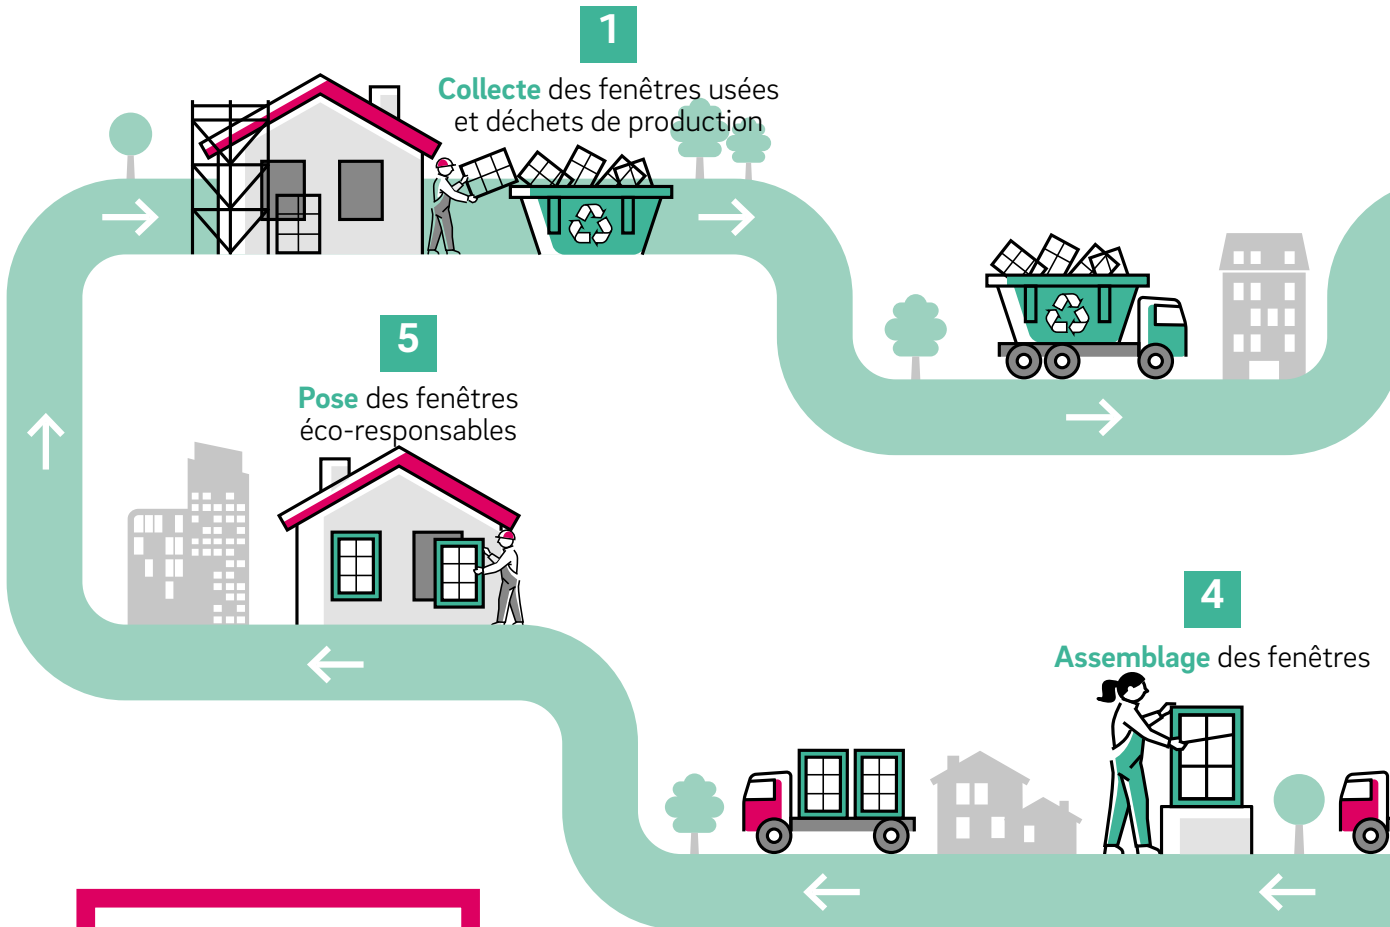 1
Collecte des fenêtres usées
et déchets de production
5
Pose des fenêtres
éco-responsables
4
Assemblage des fenêtres